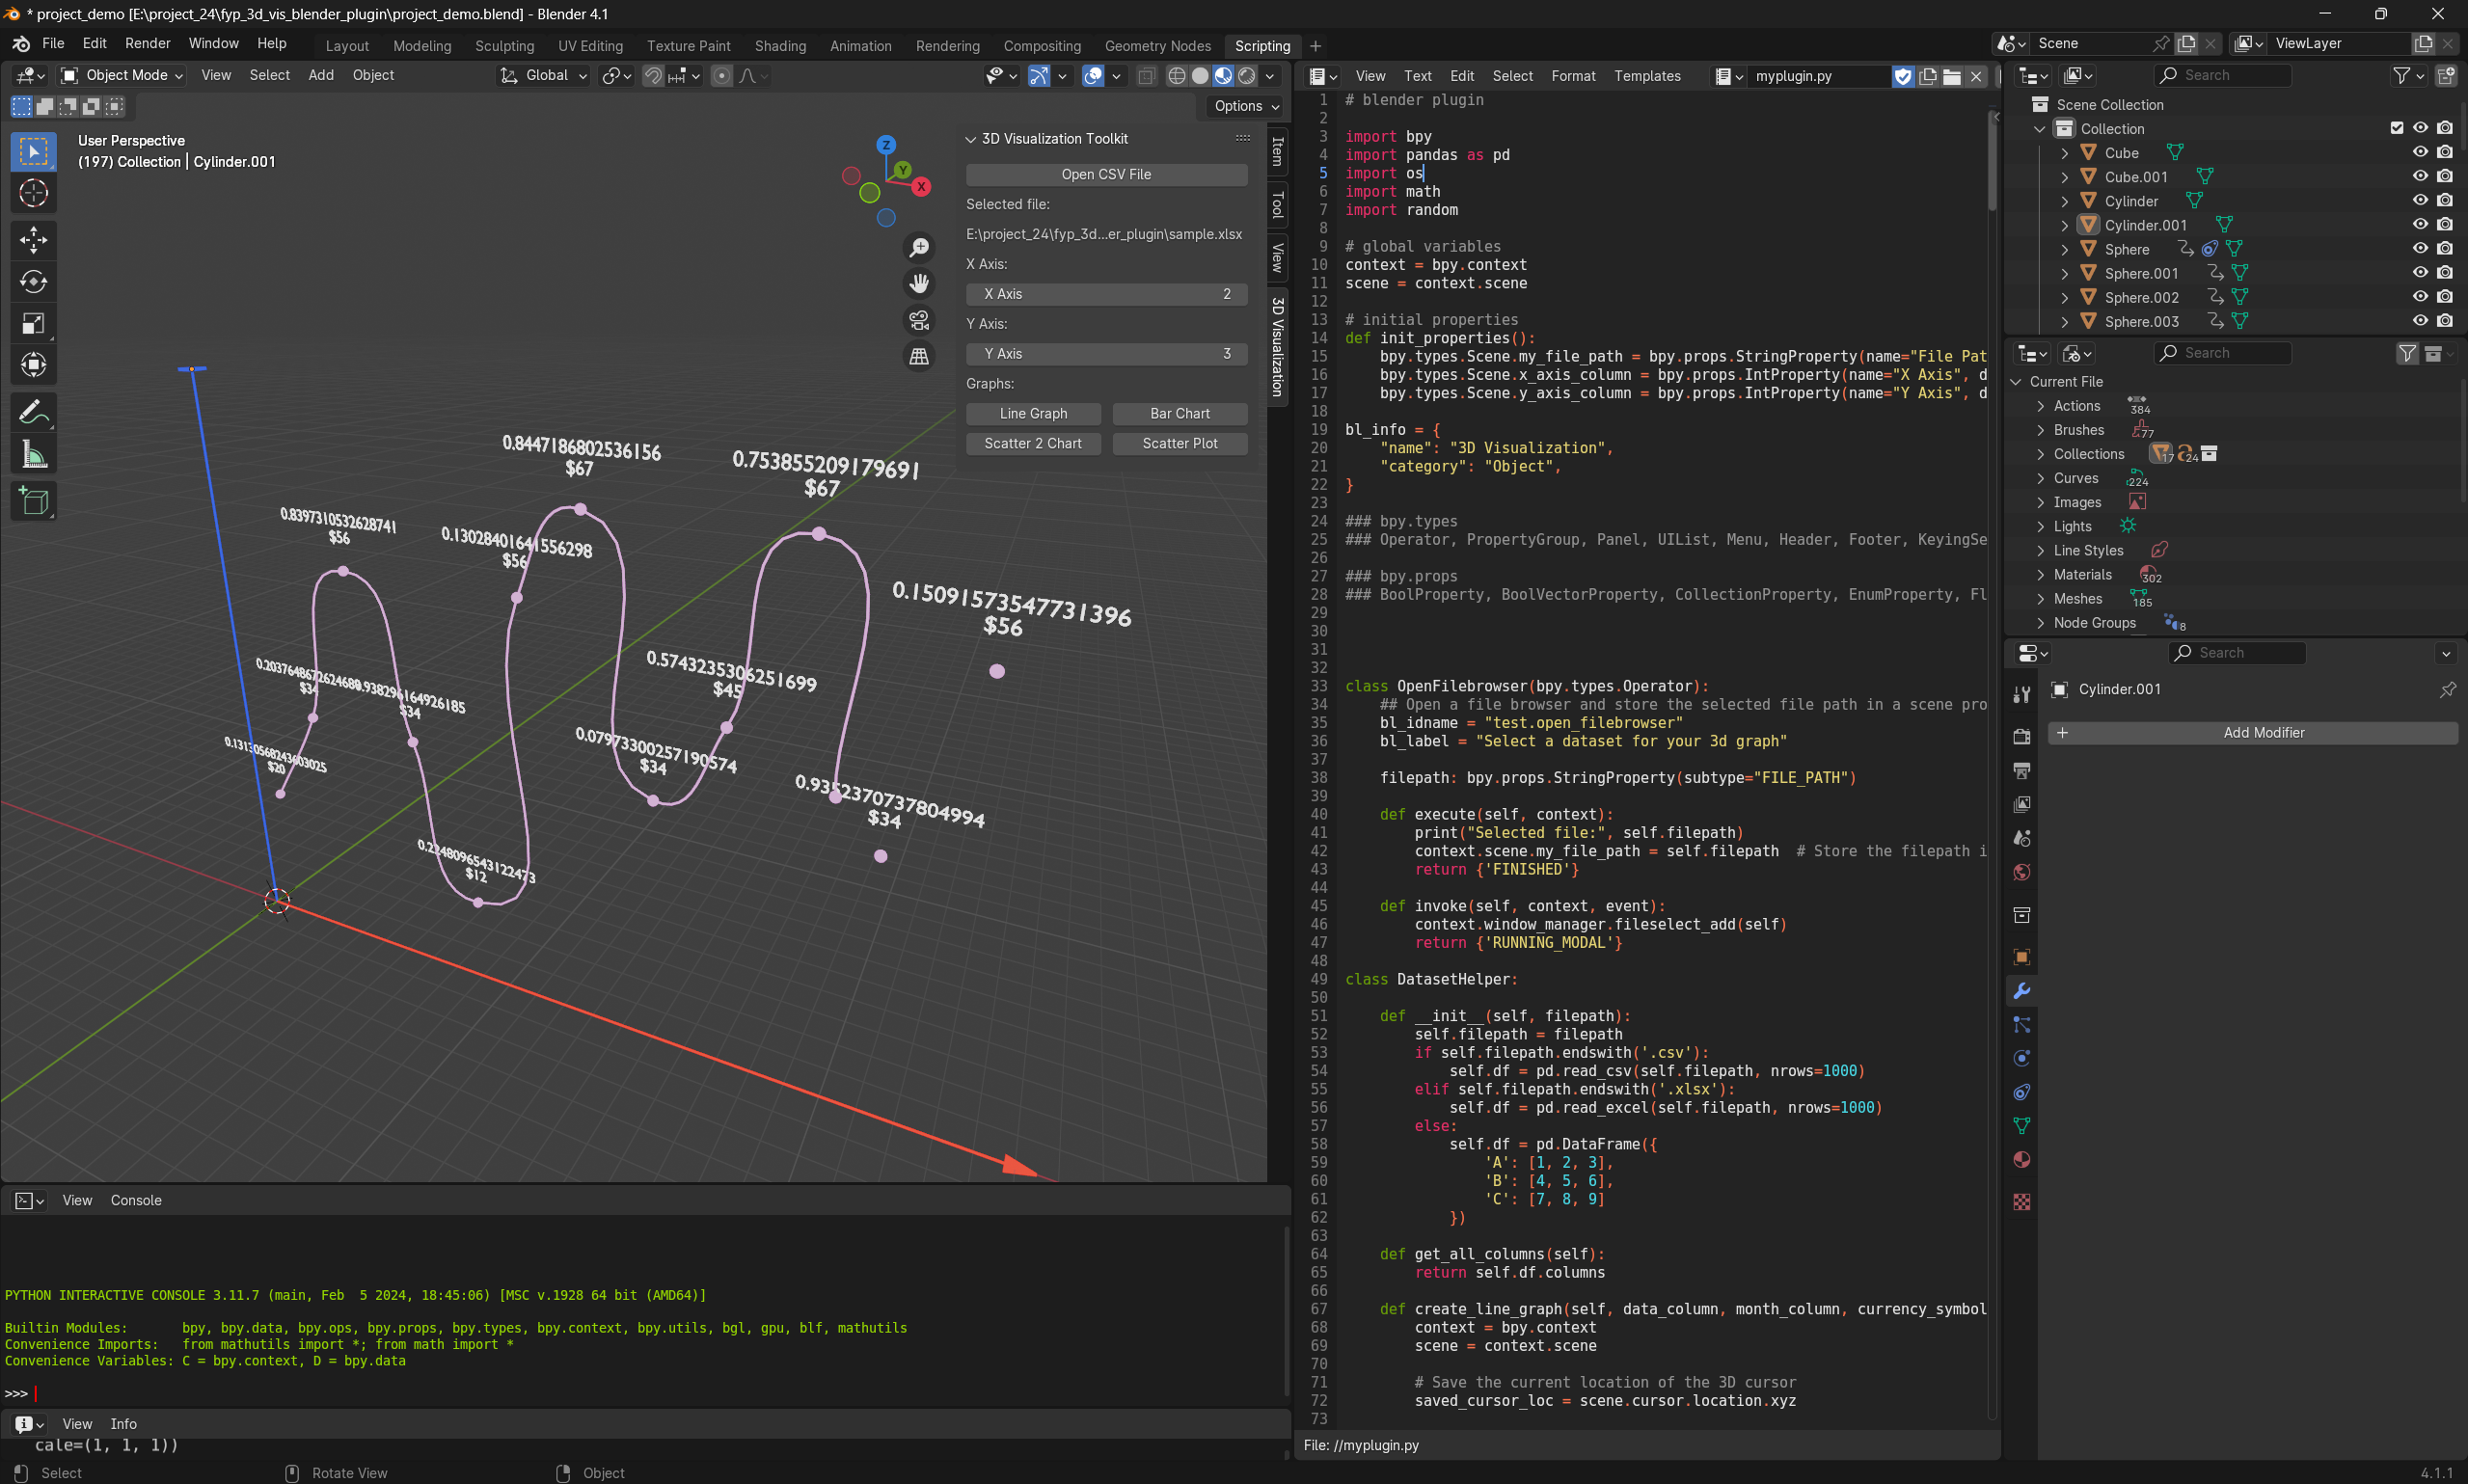 * project_demo [E:\project_24\fyp_3d_vis_blender_plugin\project_demo.blend] - Blender 4.1
File Edit Render Window Help
Layout Modeling Sculpting UV Editing Texture Paint Shading Animation Rendering Compositing Geometry Nodes Scripting +
Scene
ViewLayer
Object Mode View Select Add Object
Global
Options
User Perspective
(197) Collection | Cylinder.001
Z
Y
X
3D Visualization Toolkit
Open CSV File
Selected file:
E:\project_24\fyp_3d...er_plugin\sample.xlsx
X Axis:
X Axis 2
Y Axis:
Y Axis 3
Graphs:
Line Graph Bar Chart
Scatter 2 Chart Scatter Plot
Item
Tool
View
3D Visualization
0.8447186802536156
$67
0.753855209179691
$67
0.839731053262874​1
$56
0.13028401641556298
$56
0.15091573547731396
$56
0.5743235306251699
$45
$34
0.938296164926185
$34
$20
0.07973300257190574
$34
0.9352370737804994
$34
0.2248096543122473
$12
View Console
PYTHON INTERACTIVE CONSOLE 3.11.7 (main, Feb  5 2024, 18:45:06) [MSC v.1928 64 bit (AMD64)]
Builtin Modules:       bpy, bpy.data, bpy.ops, bpy.props, bpy.types, bpy.context, bpy.utils, bgl, gpu, blf, mathutils
Convenience Imports:   from mathutils import *; from math import *
Convenience Variables: C = bpy.context, D = bpy.data
>>>
View Info
cale=(1, 1, 1))
Select
Rotate View
Object
View Text Edit Select Format Templates
myplugin.py
1 # blender plugin
2
3 import bpy
4 import pandas as pd
5 import os
6 import math
7 import random
8
9 # global variables
10 context = bpy.context
11 scene = context.scene
12
13 # initial properties
14 def init_properties():
15     bpy.types.Scene.my_file_path = bpy.props.StringProperty(name="File Pat
16     bpy.types.Scene.x_axis_column = bpy.props.IntProperty(name="X Axis", d
17     bpy.types.Scene.y_axis_column = bpy.props.IntProperty(name="Y Axis", d
18
19 bl_info = {
20     "name": "3D Visualization",
21     "category": "Object",
22 }
23
24 ### bpy.types
25 ### Operator, PropertyGroup, Panel, UIList, Menu, Header, Footer, KeyingSe
26
27 ### bpy.props
28 ### BoolProperty, BoolVectorProperty, CollectionProperty, EnumProperty, Fl
29
30
31
32
33 class OpenFilebrowser(bpy.types.Operator):
34     ## Open a file browser and store the selected file path in a scene pro
35     bl_idname = "test.open_filebrowser"
36     bl_label = "Select a dataset for your 3d graph"
37
38     filepath: bpy.props.StringProperty(subtype="FILE_PATH")
39
40     def execute(self, context):
41         print("Selected file:", self.filepath)
42         context.scene.my_file_path = self.filepath  # Store the filepath i
43         return {'FINISHED'}
44
45     def invoke(self, context, event):
46         context.window_manager.fileselect_add(self)
47         return {'RUNNING_MODAL'}
48
49 class DatasetHelper:
50
51     def __init__(self, filepath):
52         self.filepath = filepath
53         if self.filepath.endswith('.csv'):
54             self.df = pd.read_csv(self.filepath, nrows=1000)
55         elif self.filepath.endswith('.xlsx'):
56             self.df = pd.read_excel(self.filepath, nrows=1000)
57         else:
58             self.df = pd.DataFrame({
59                 'A': [1, 2, 3],
60                 'B': [4, 5, 6],
61                 'C': [7, 8, 9]
62             })
63
64     def get_all_columns(self):
65         return self.df.columns
66
67     def create_line_graph(self, data_column, month_column, currency_symbol
68         context = bpy.context
69         scene = context.scene
70
71         # Save the current location of the 3D cursor
72         saved_cursor_loc = scene.cursor.location.xyz
73
File: //myplugin.py
Search
Scene Collection
Collection
Cube
Cube.001
Cylinder
Cylinder.001
Sphere
Sphere.001
Sphere.002
Sphere.003
Search
Current File
Actions 384
Brushes 77
Collections 17 24
Curves 224
Images
Lights
Line Styles
Materials 302
Meshes 185
Node Groups 8
Search
Cylinder.001
+ Add Modifier
4.1.1